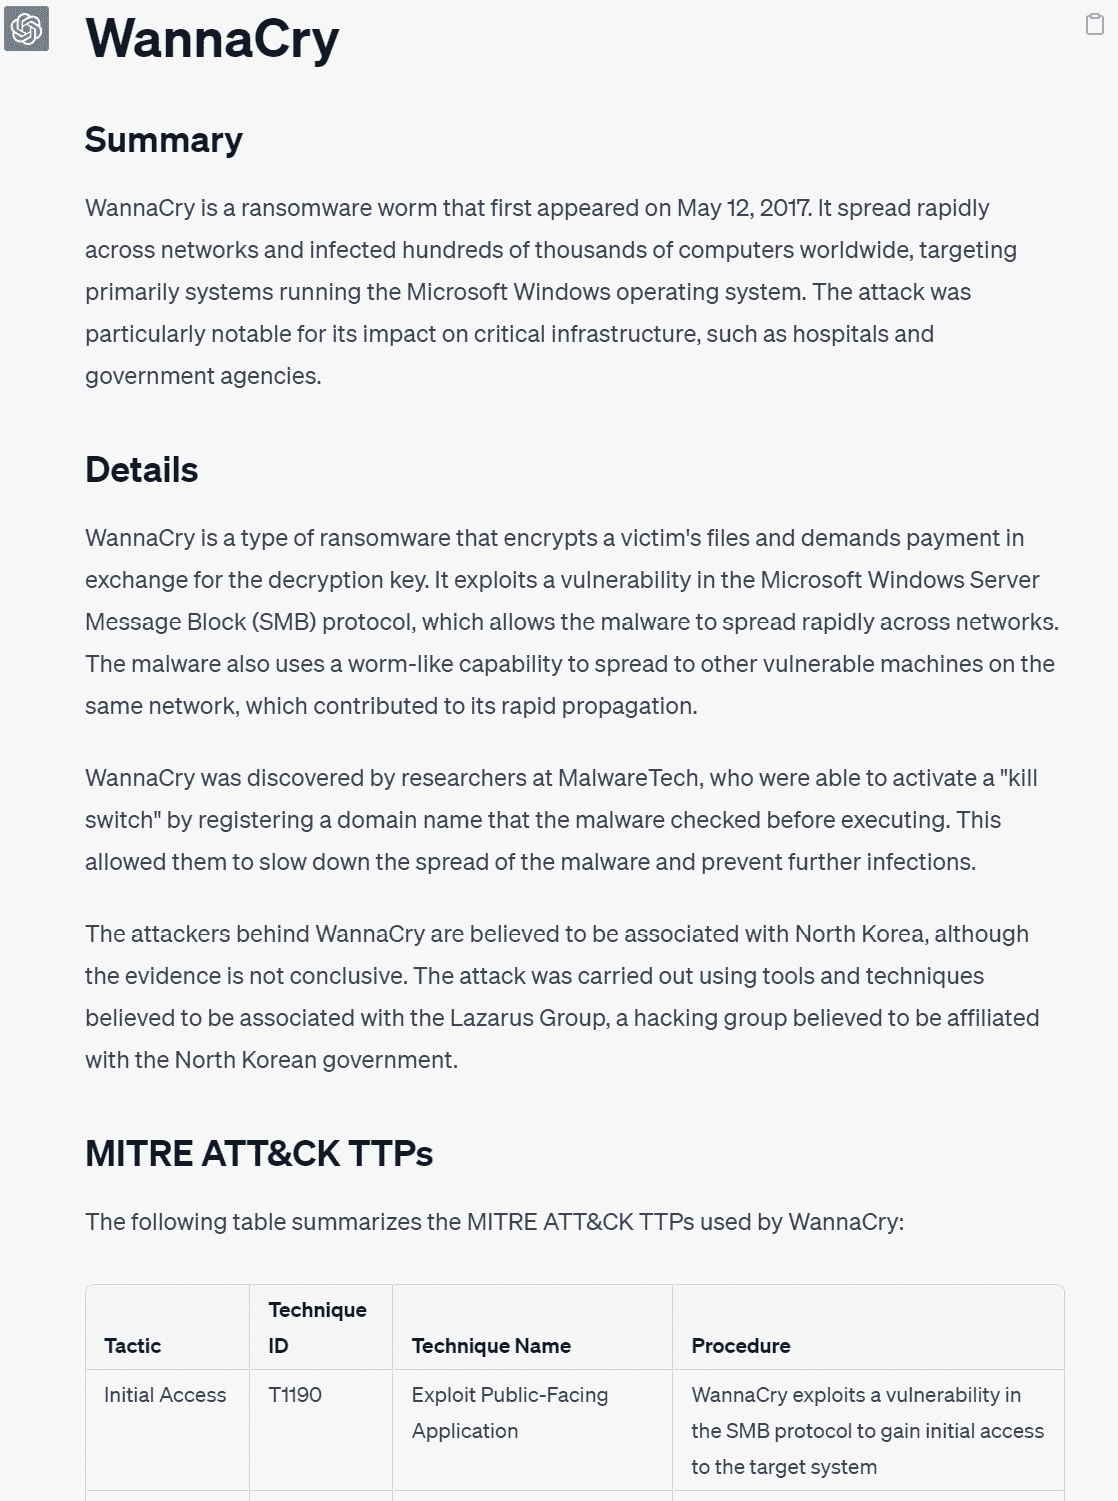 WannaCry
Summary
WannaCry is a ransomware worm that first appeared on May 12, 2017. It spread rapidly
across networks and infected hundreds of thousands of computers worldwide, targeting
primarily systems running the Microsoft Windows operating system. The attack was
particularly notable for its impact on critical infrastructure, such as hospitals and
government agencies.
Details
WannaCry is a type of ransomware that encrypts a victim's files and demands payment in
exchange for the decryption key. It exploits a vulnerability in the Microsoft Windows Server
Message Block (SMB) protocol, which allows the malware to spread rapidly across networks.
The malware also uses a worm-like capability to spread to other vulnerable machines on the
same network, which contributed to its rapid propagation.
WannaCry was discovered by researchers at MalwareTech, who were able to activate a "kill
switch" by registering a domain name that the malware checked before executing. This
allowed them to slow down the spread of the malware and prevent further infections.
The attackers behind WannaCry are believed to be associated with North Korea, although
the evidence is not conclusive. The attack was carried out using tools and techniques
believed to be associated with the Lazarus Group, a hacking group believed to be affiliated
with the North Korean government.
MITRE ATT&CK TTPs
The following table summarizes the MITRE ATT&CK TTPs used by WannaCry:
Tactic
Technique
ID
Technique Name
Procedure
Initial Access
T1190
Exploit Public-Facing
Application
WannaCry exploits a vulnerability in
the SMB protocol to gain initial access
to the target system